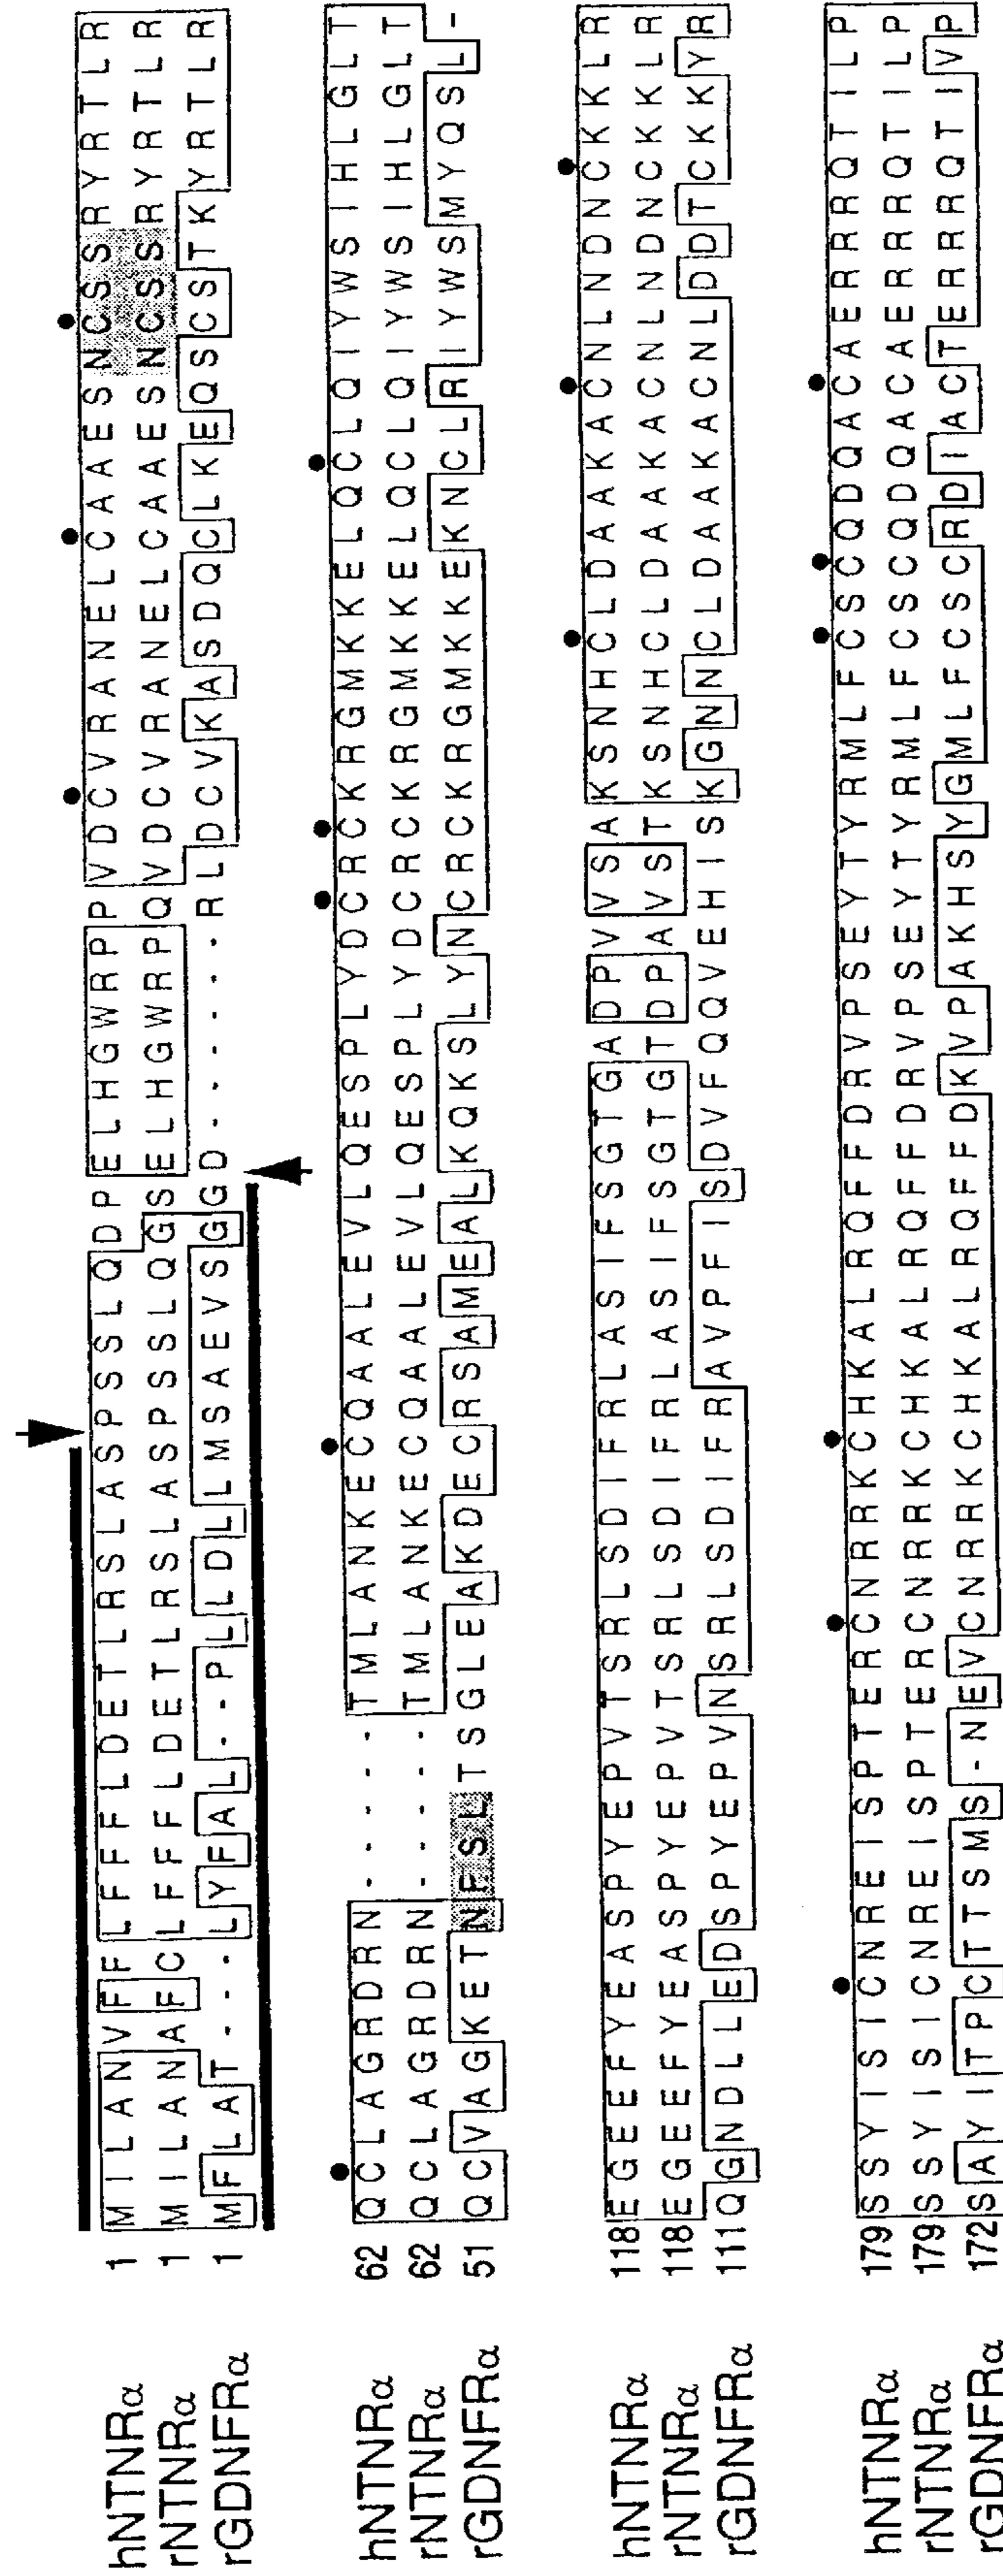 hNTNRα 1 MILANVFFLFFFLDETLRSLASPSSLQDPELHGWRPPVDCVRANELCAAESNCSSRYRTLR
rNTNRα 1 MILANAFCLFFFLDETLRSLASPSSLQGSELHGWRPQVDCVRANELCAAESNCSSRYRTLR
rGDNFRα 1 MFLAT---LYFAL--PLLDLLMSAEVSGGD------RLDCVKASDQCLKEQSCSTKYRTLR
hNTNRα 62 QCLAGRDRN-----TMLANKECQAALEVLQESPLYDCRCKRGMKKELQCLQIYWSIHLGLT
rNTNRα 62 QCLAGRDRN-----TMLANKECQAALEVLQESPLYDCRCKRGMKKELQCLQIYWSIHLGLT
rGDNFRα 51 QCVAGKETNFSLTSGLEAKDECRSAMEALKQKSLYNCRCKRGMKKEKNCLRIYWSMYQSL-
hNTNRα 118 EGEEFYEASPYEPVTSRLSDIFRLASIFSGTGADPVVSAKSNHCLDAAKACNLNDNCKKLR
rNTNRα 118 EGEEFYEASPYEPVTSRLSDIFRLASIFSGTGTDPAVSTKSNHCLDAAKACNLNDNCKKLR
rGDNFRα 111 QGNDLLEDSPYEPVNSRLSDIFRAVPFISDVFQQVEHISKGNNCLDAAKACNLDDTCKKYR
hNTNRα 179 SSYISICNREISPTERCNRRKCHKALRQFFDRVPSEYTYRMLFCSCQDQACAERRRQTILP
rNTNRα 179 SSYISICNREISPTERCNRRKCHKALRQFFDRVPSEYTYRMLFCSCQDQACAERRRQTILP
rGDNFRα 172 SAYITPCTTSMS-NEVCNRRKCHKALRQFFDKVPAKHSYGMLFCSCRDIACTERRRQTIVP